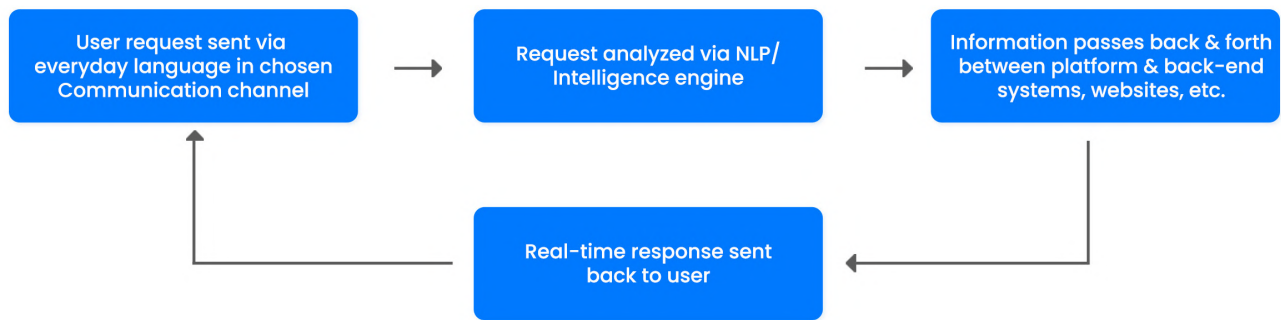 User request sent via
everyday language in chosen
Communication channel
Request analyzed via NLP/
Intelligence engine
Information passes back & forth
between platform & back-end
systems, websites, etc.
Real-time response sent
back to user